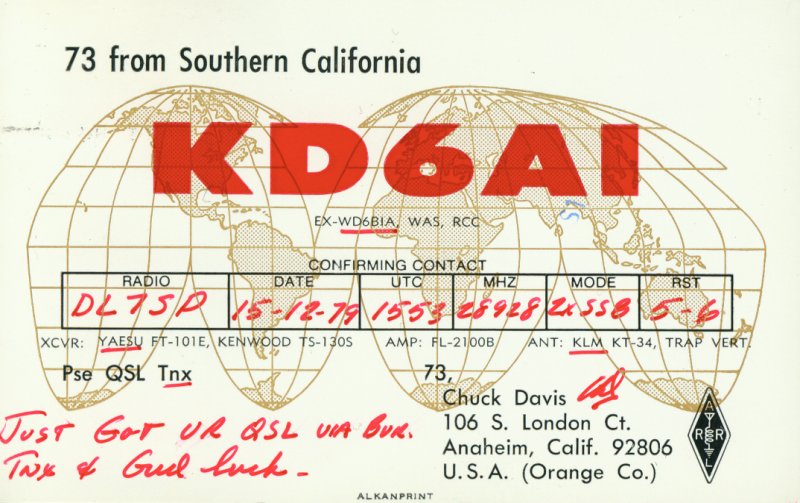 73 from Southern California
KD6AI
EX-WD6BIA, WAS, RCC
CONFIRMING CONTACT
RADIO DATE UTC MHZ MODE RST
DL7SP 15-12-79 1553 28928 2xSSB 5-6
XCVR: YAESU FT-101E, KENWOOD TS-130S AMP: FL-2100B ANT: KLM KT-34, TRAP VERT.
Pse QSL Tnx 73,
Chuck Davis
106 S. London Ct.
Anaheim, Calif. 92806
U.S.A. (Orange Co.)
JUST GOT UR QSL VIA BUR.
TNX & Gud luck -
A
R R
L
ALKANPRINT